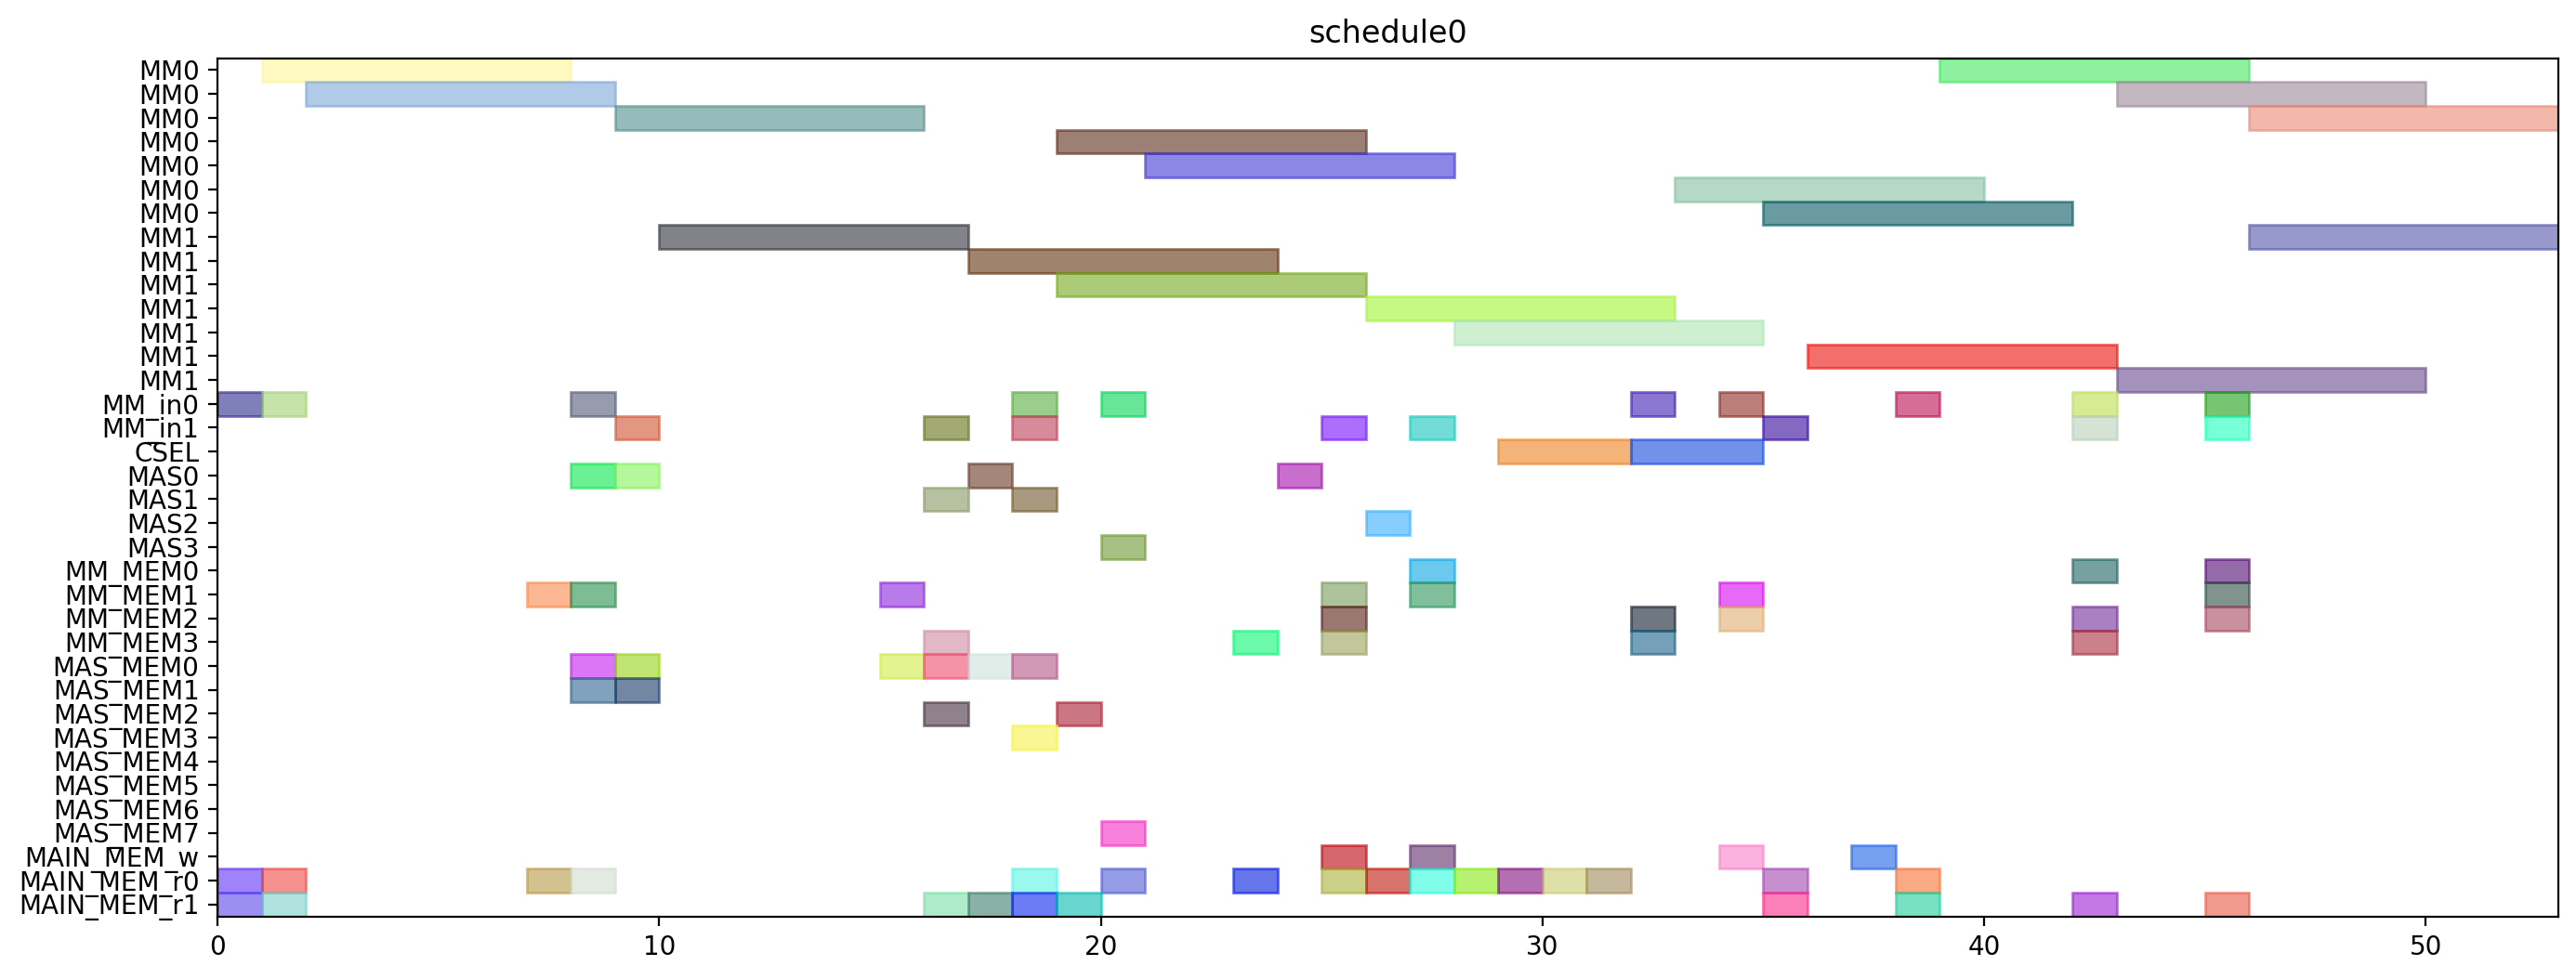 schedule0
MM0
MM0
MM0
MM0
MM0
MM0
MM0
MM1
MM1
MM1
MM1
MM1
MM1
MM1
MM_in0
MM_in1
CSEL
MAS0
MAS1
MAS2
MAS3
MM_MEM0
MM_MEM1
MM_MEM2
MM_MEM3
MAS_MEM0
MAS_MEM1
MAS_MEM2
MAS_MEM3
MAS_MEM4
MAS_MEM5
MAS_MEM6
MAS_MEM7
MAIN_MEM_w
MAIN_MEM_r0
MAIN_MEM_r1
0 10 20 30 40 50